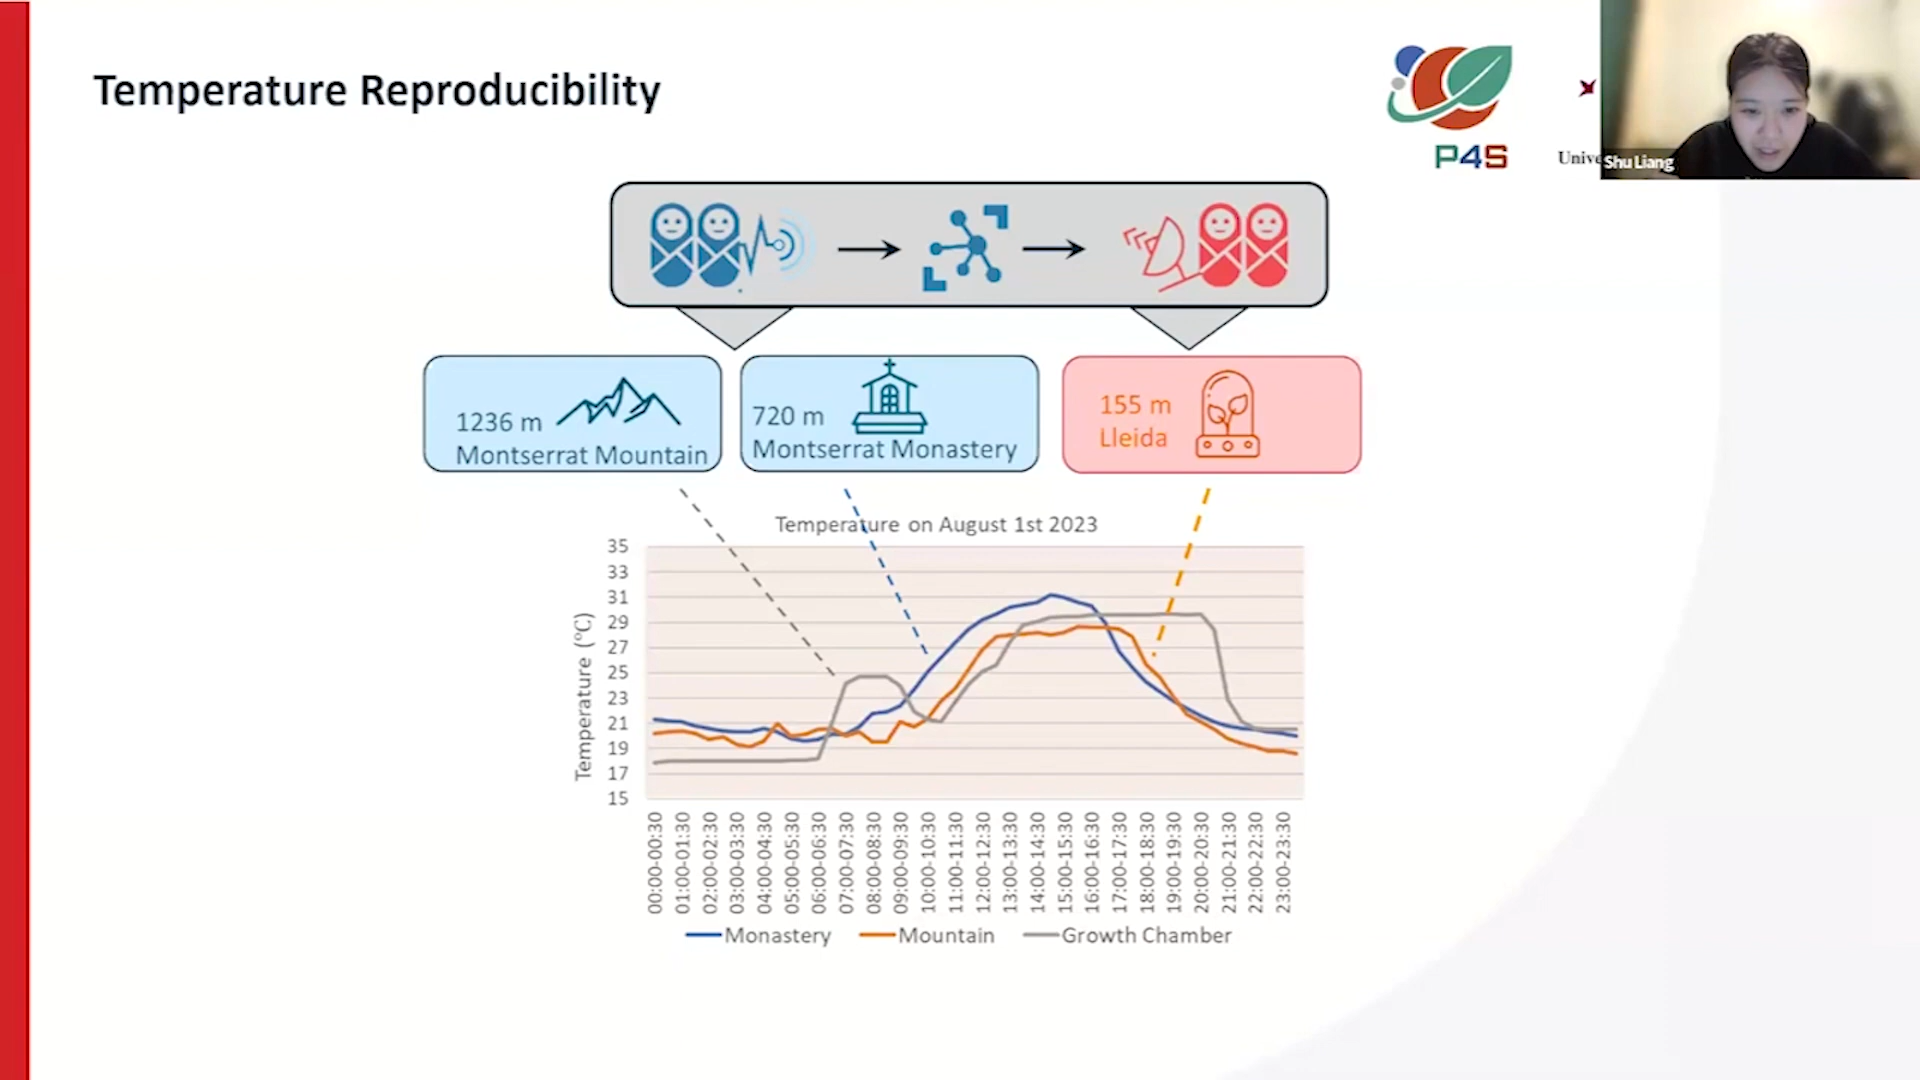 Temperature Reproducibility
P4S
Unive
Shu Liang
1236 m
Montserrat Mountain
720 m
Montserrat Monastery
155 m
Lleida
Temperature on August 1st 2023
Temperature (°C)
35
33
31
29
27
25
23
21
19
17
15
00:00-00:30
01:00-01:30
02:00-02:30
03:00-03:30
04:00-04:30
05:00-05:30
06:00-06:30
07:00-07:30
08:00-08:30
09:00-09:30
10:00-10:30
11:00-11:30
12:00-12:30
13:00-13:30
14:00-14:30
15:00-15:30
16:00-16:30
17:00-17:30
18:00-18:30
19:00-19:30
20:00-20:30
21:00-21:30
22:00-22:30
23:00-23:30
Monastery Mountain Growth Chamber